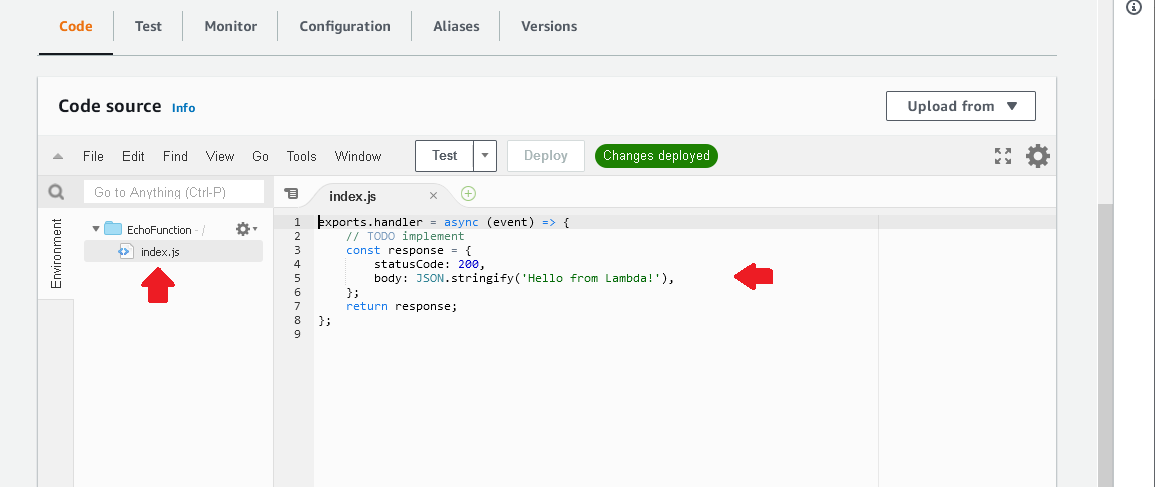 Code Test Monitor Configuration Aliases Versions
Code source Info Upload from
File Edit Find View Go Tools Window Test Deploy Changes deployed
Go to Anything (Ctrl-P) index.js
Environment
EchoFunction - /
index.js
1 exports.handler = async (event) => {
2 // TODO implement
3 const response = {
4 statusCode: 200,
5 body: JSON.stringify('Hello from Lambda!'),
6 };
7 return response;
8 };
9